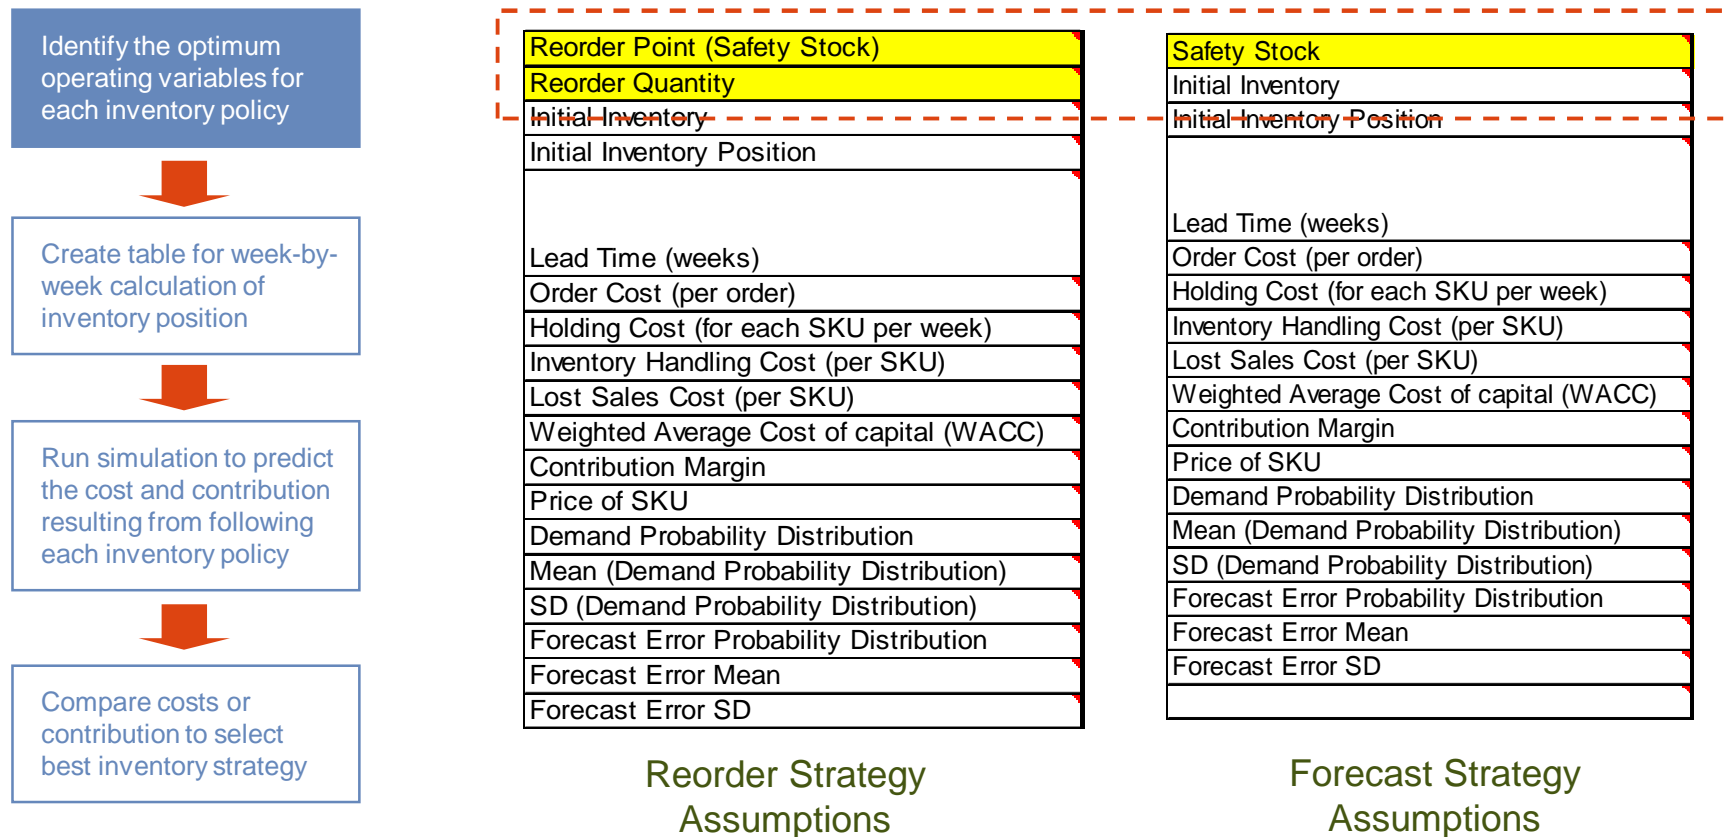 Identify the optimum
operating variables for
each inventory policy
Create table for week-by-
week calculation of
inventory position
Run simulation to predict
the cost and contribution
resulting from following
each inventory policy
Compare costs or
contribution to select
best inventory strategy
Reorder Point (Safety Stock)
Reorder Quantity
Initial Inventory
Initial Inventory Position
Lead Time (weeks)
Order Cost (per order)
Holding Cost (for each SKU per week)
Inventory Handling Cost (per SKU)
Lost Sales Cost (per SKU)
Weighted Average Cost of capital (WACC)
Contribution Margin
Price of SKU
Demand Probability Distribution
Mean (Demand Probability Distribution)
SD (Demand Probability Distribution)
Forecast Error Probability Distribution
Forecast Error Mean
Forecast Error SD
Reorder Strategy
Assumptions
Safety Stock
Initial Inventory
Initial Inventory Position
Lead Time (weeks)
Order Cost (per order)
Holding Cost (for each SKU per week)
Inventory Handling Cost (per SKU)
Lost Sales Cost (per SKU)
Weighted Average Cost of capital (WACC)
Contribution Margin
Price of SKU
Demand Probability Distribution
Mean (Demand Probability Distribution)
SD (Demand Probability Distribution)
Forecast Error Probability Distribution
Forecast Error Mean
Forecast Error SD
Forecast Strategy
Assumptions